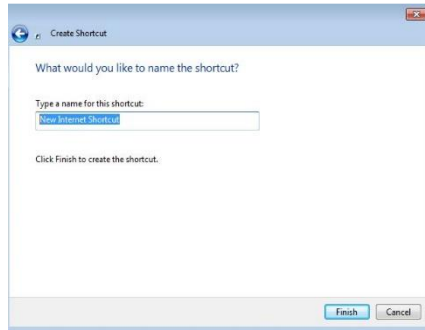 Create Shortcut
What would you like to name the shortcut?
Type a name for this shortcut:
New Internet Shortcut
Click Finish to create the shortcut.
Finish Cancel